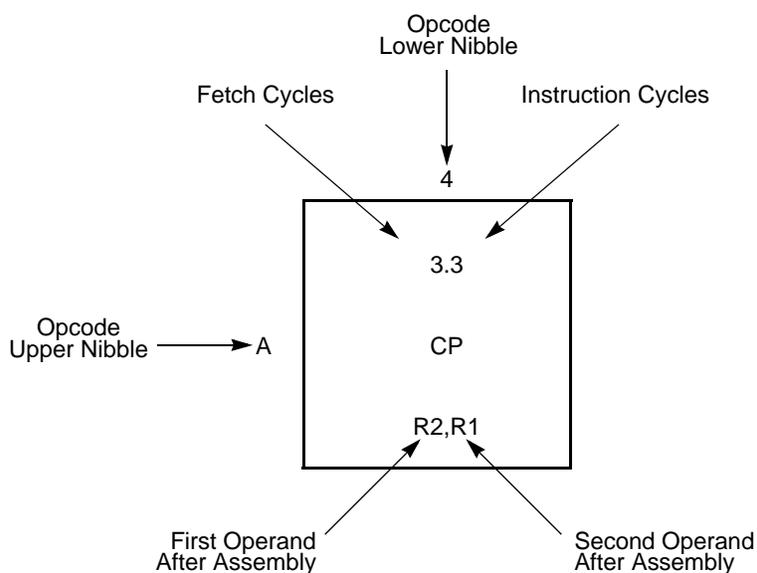 Opcode
Lower Nibble
Fetch Cycles
Instruction Cycles
4
3.3
Opcode
Upper Nibble
A
CP
R2,R1
First Operand
After Assembly
Second Operand
After Assembly